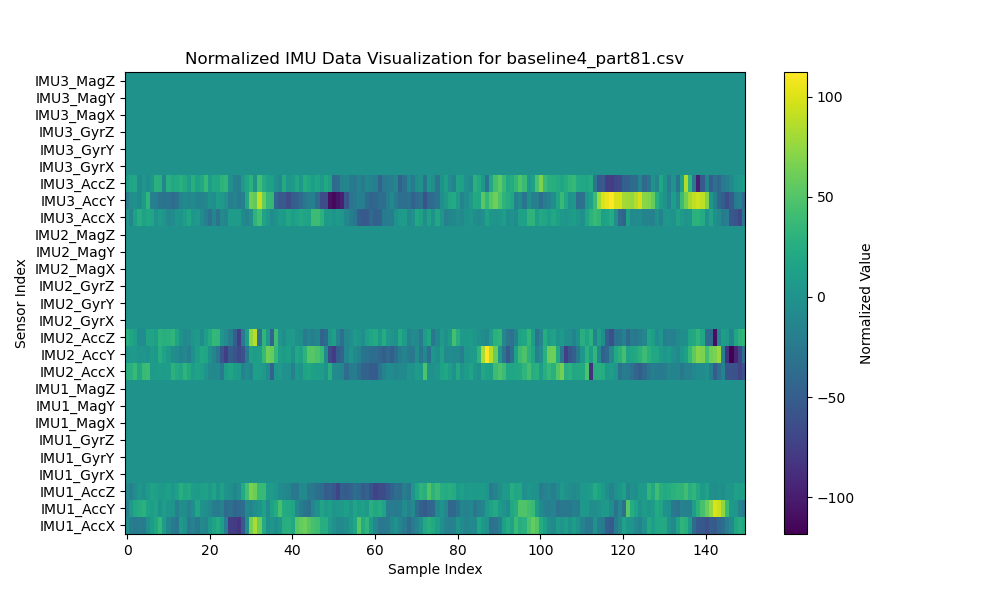 Normalized IMU Data Visualization for baseline4_part81.csv
IMU3_MagZ
IMU3_MagY
IMU3_MagX
IMU3_GyrZ
IMU3_GyrY
IMU3_GyrX
IMU3_AccZ
IMU3_AccY
IMU3_AccX
IMU2_MagZ
IMU2_MagY
IMU2_MagX
IMU2_GyrZ
IMU2_GyrY
IMU2_GyrX
IMU2_AccZ
IMU2_AccY
IMU2_AccX
IMU1_MagZ
IMU1_MagY
IMU1_MagX
IMU1_GyrZ
IMU1_GyrY
IMU1_GyrX
IMU1_AccZ
IMU1_AccY
IMU1_AccX
Sensor Index
0 20 40 60 80 100 120 140
Sample Index
100
50
0
−50
−100
Normalized Value